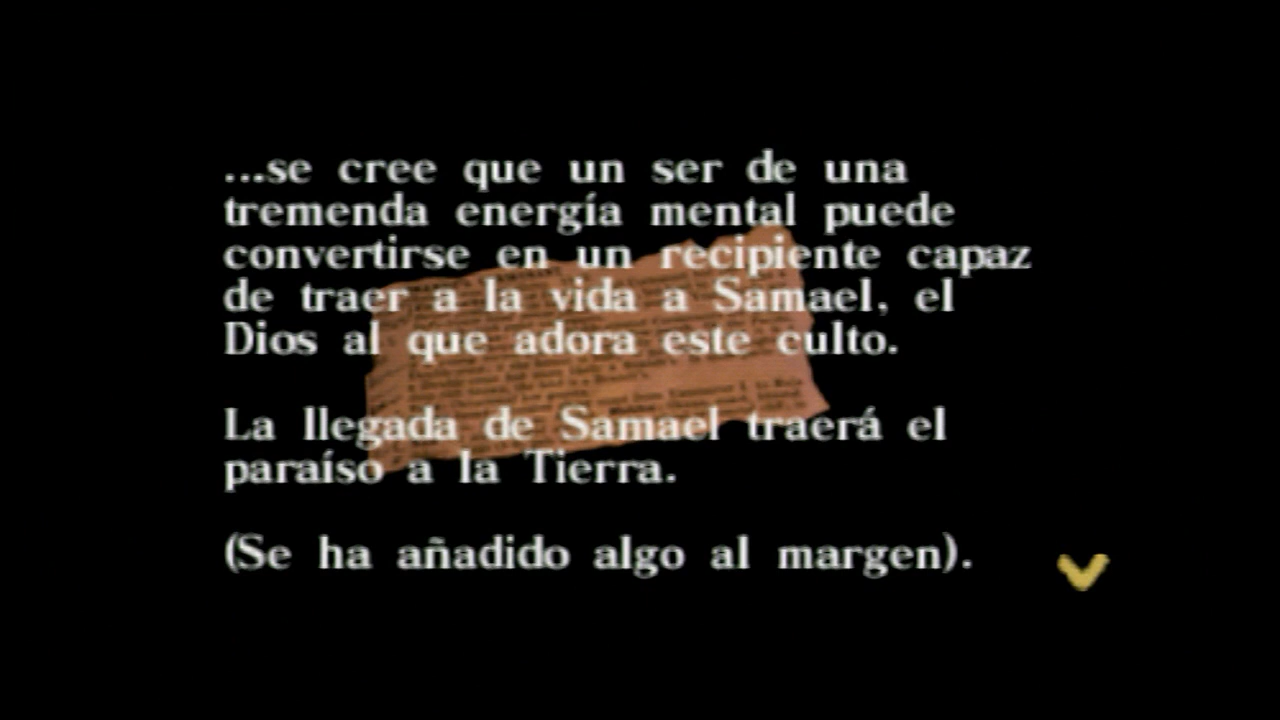 ...se cree que un ser de una
tremenda energía mental puede
convertirse en un recipiente capaz
de traer a la vida a Samael, el
Dios al que adora este culto.
La llegada de Samael traerá el
paraíso a la Tierra.
(Se ha añadido algo al margen).